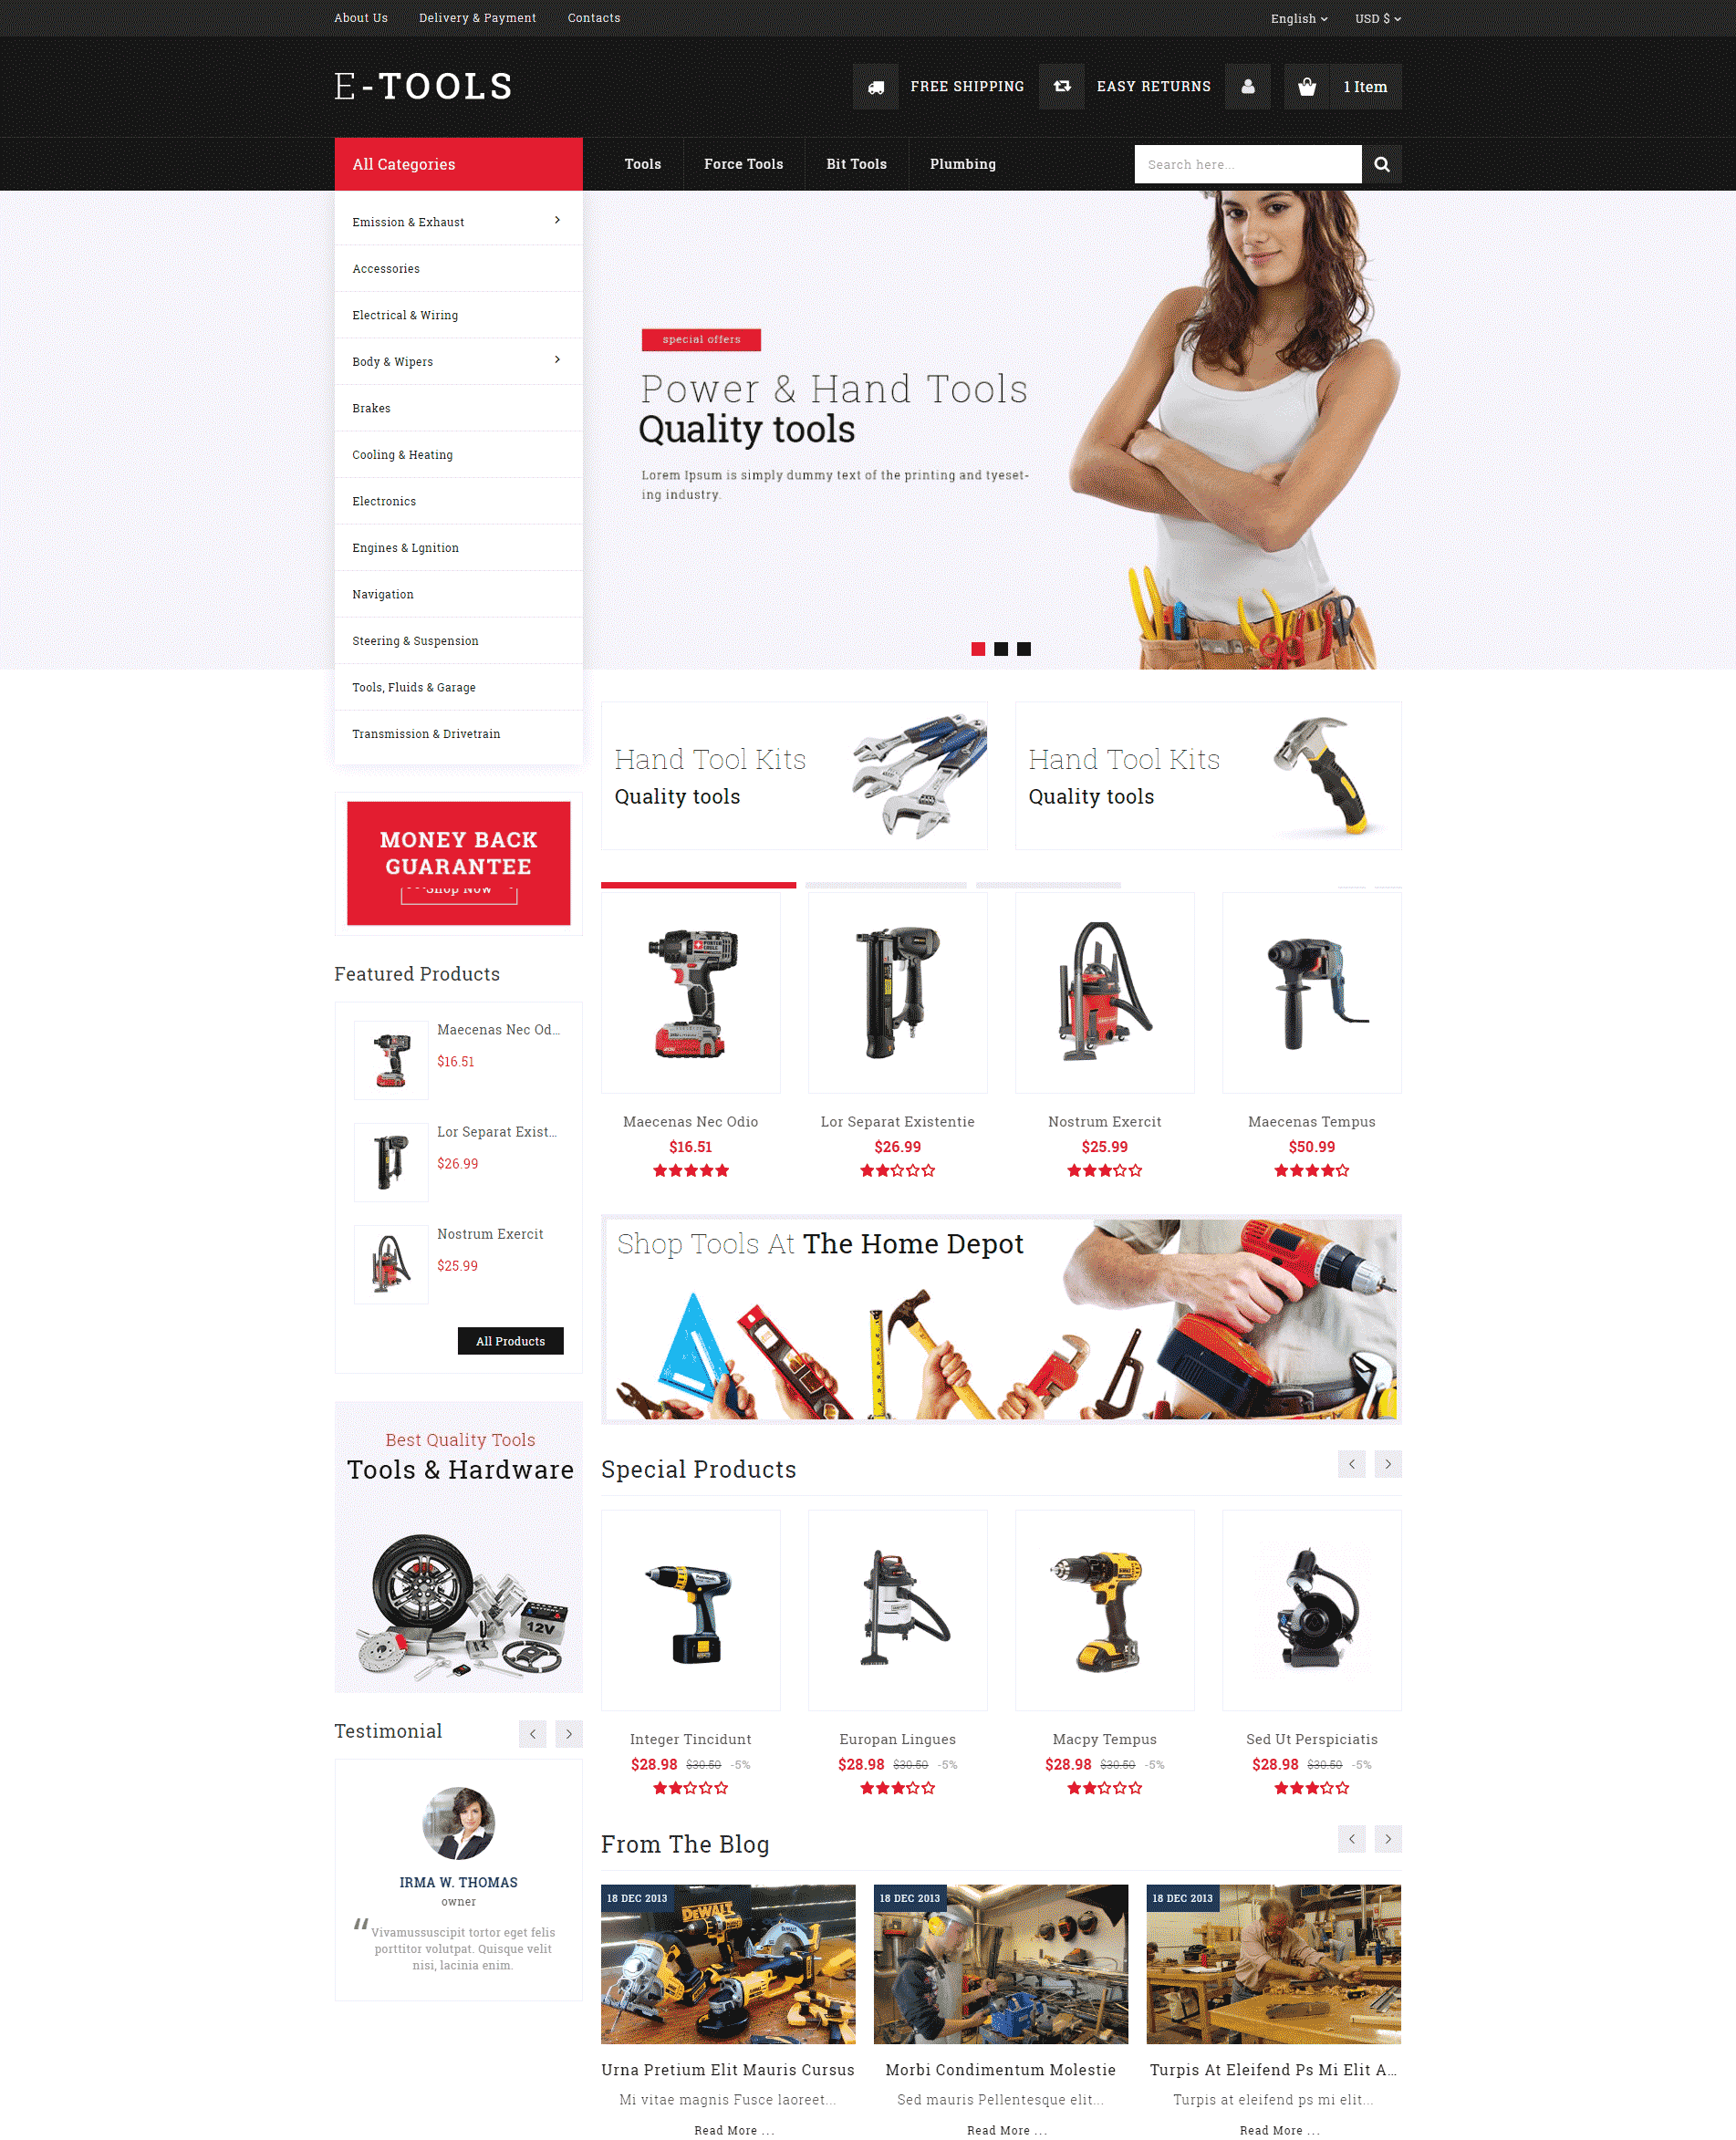 About Us Delivery & Payment Contacts English USD $
E-TOOLS
FREE SHIPPING EASY RETURNS 1 Item
All Categories Tools Force Tools Bit Tools Plumbing Search here...
Emission & Exhaust
Accessories
Electrical & Wiring
Body & Wipers
Brakes
Cooling & Heating
Electronics
Engines & Lgnition
Navigation
Steering & Suspension
Tools, Fluids & Garage
Transmission & Drivetrain
special offers
Power & Hand Tools
Quality tools
Lorem Ipsum is simply dummy text of the printing and tyeset-
ing industry.
Hand Tool Kits
Quality tools
Hand Tool Kits
Quality tools
MONEY BACK
GUARANTEE
Shop Now
Featured Products
Maecenas Nec Od...
$16.51
Lor Separat Exist...
$26.99
Nostrum Exercit
$25.99
All Products
Maecenas Nec Odio
$16.51
Lor Separat Existentie
$26.99
Nostrum Exercit
$25.99
Maecenas Tempus
$50.99
Shop Tools At The Home Depot
Best Quality Tools
Tools & Hardware
12V
Special Products
Integer Tincidunt
$28.98 $30.50 -5%
Europan Lingues
$28.98 $30.50 -5%
Macpy Tempus
$28.98 $30.50 -5%
Sed Ut Perspiciatis
$28.98 $30.50 -5%
Testimonial
IRMA W. THOMAS
owner
“ Vivamussuscipit tortor eget felis
porttitor volutpat. Quisque velit
nisi, lacinia enim.
From The Blog
18 DEC 2013
DEWALT
Urna Pretium Elit Mauris Cursus
Mi vitae magnis Fusce laoreet...
Read More ...
18 DEC 2013
Morbi Condimentum Molestie
Sed mauris Pellentesque elit...
Read More ...
18 DEC 2013
Turpis At Eleifend Ps Mi Elit A...
Turpis at eleifend ps mi elit...
Read More ...